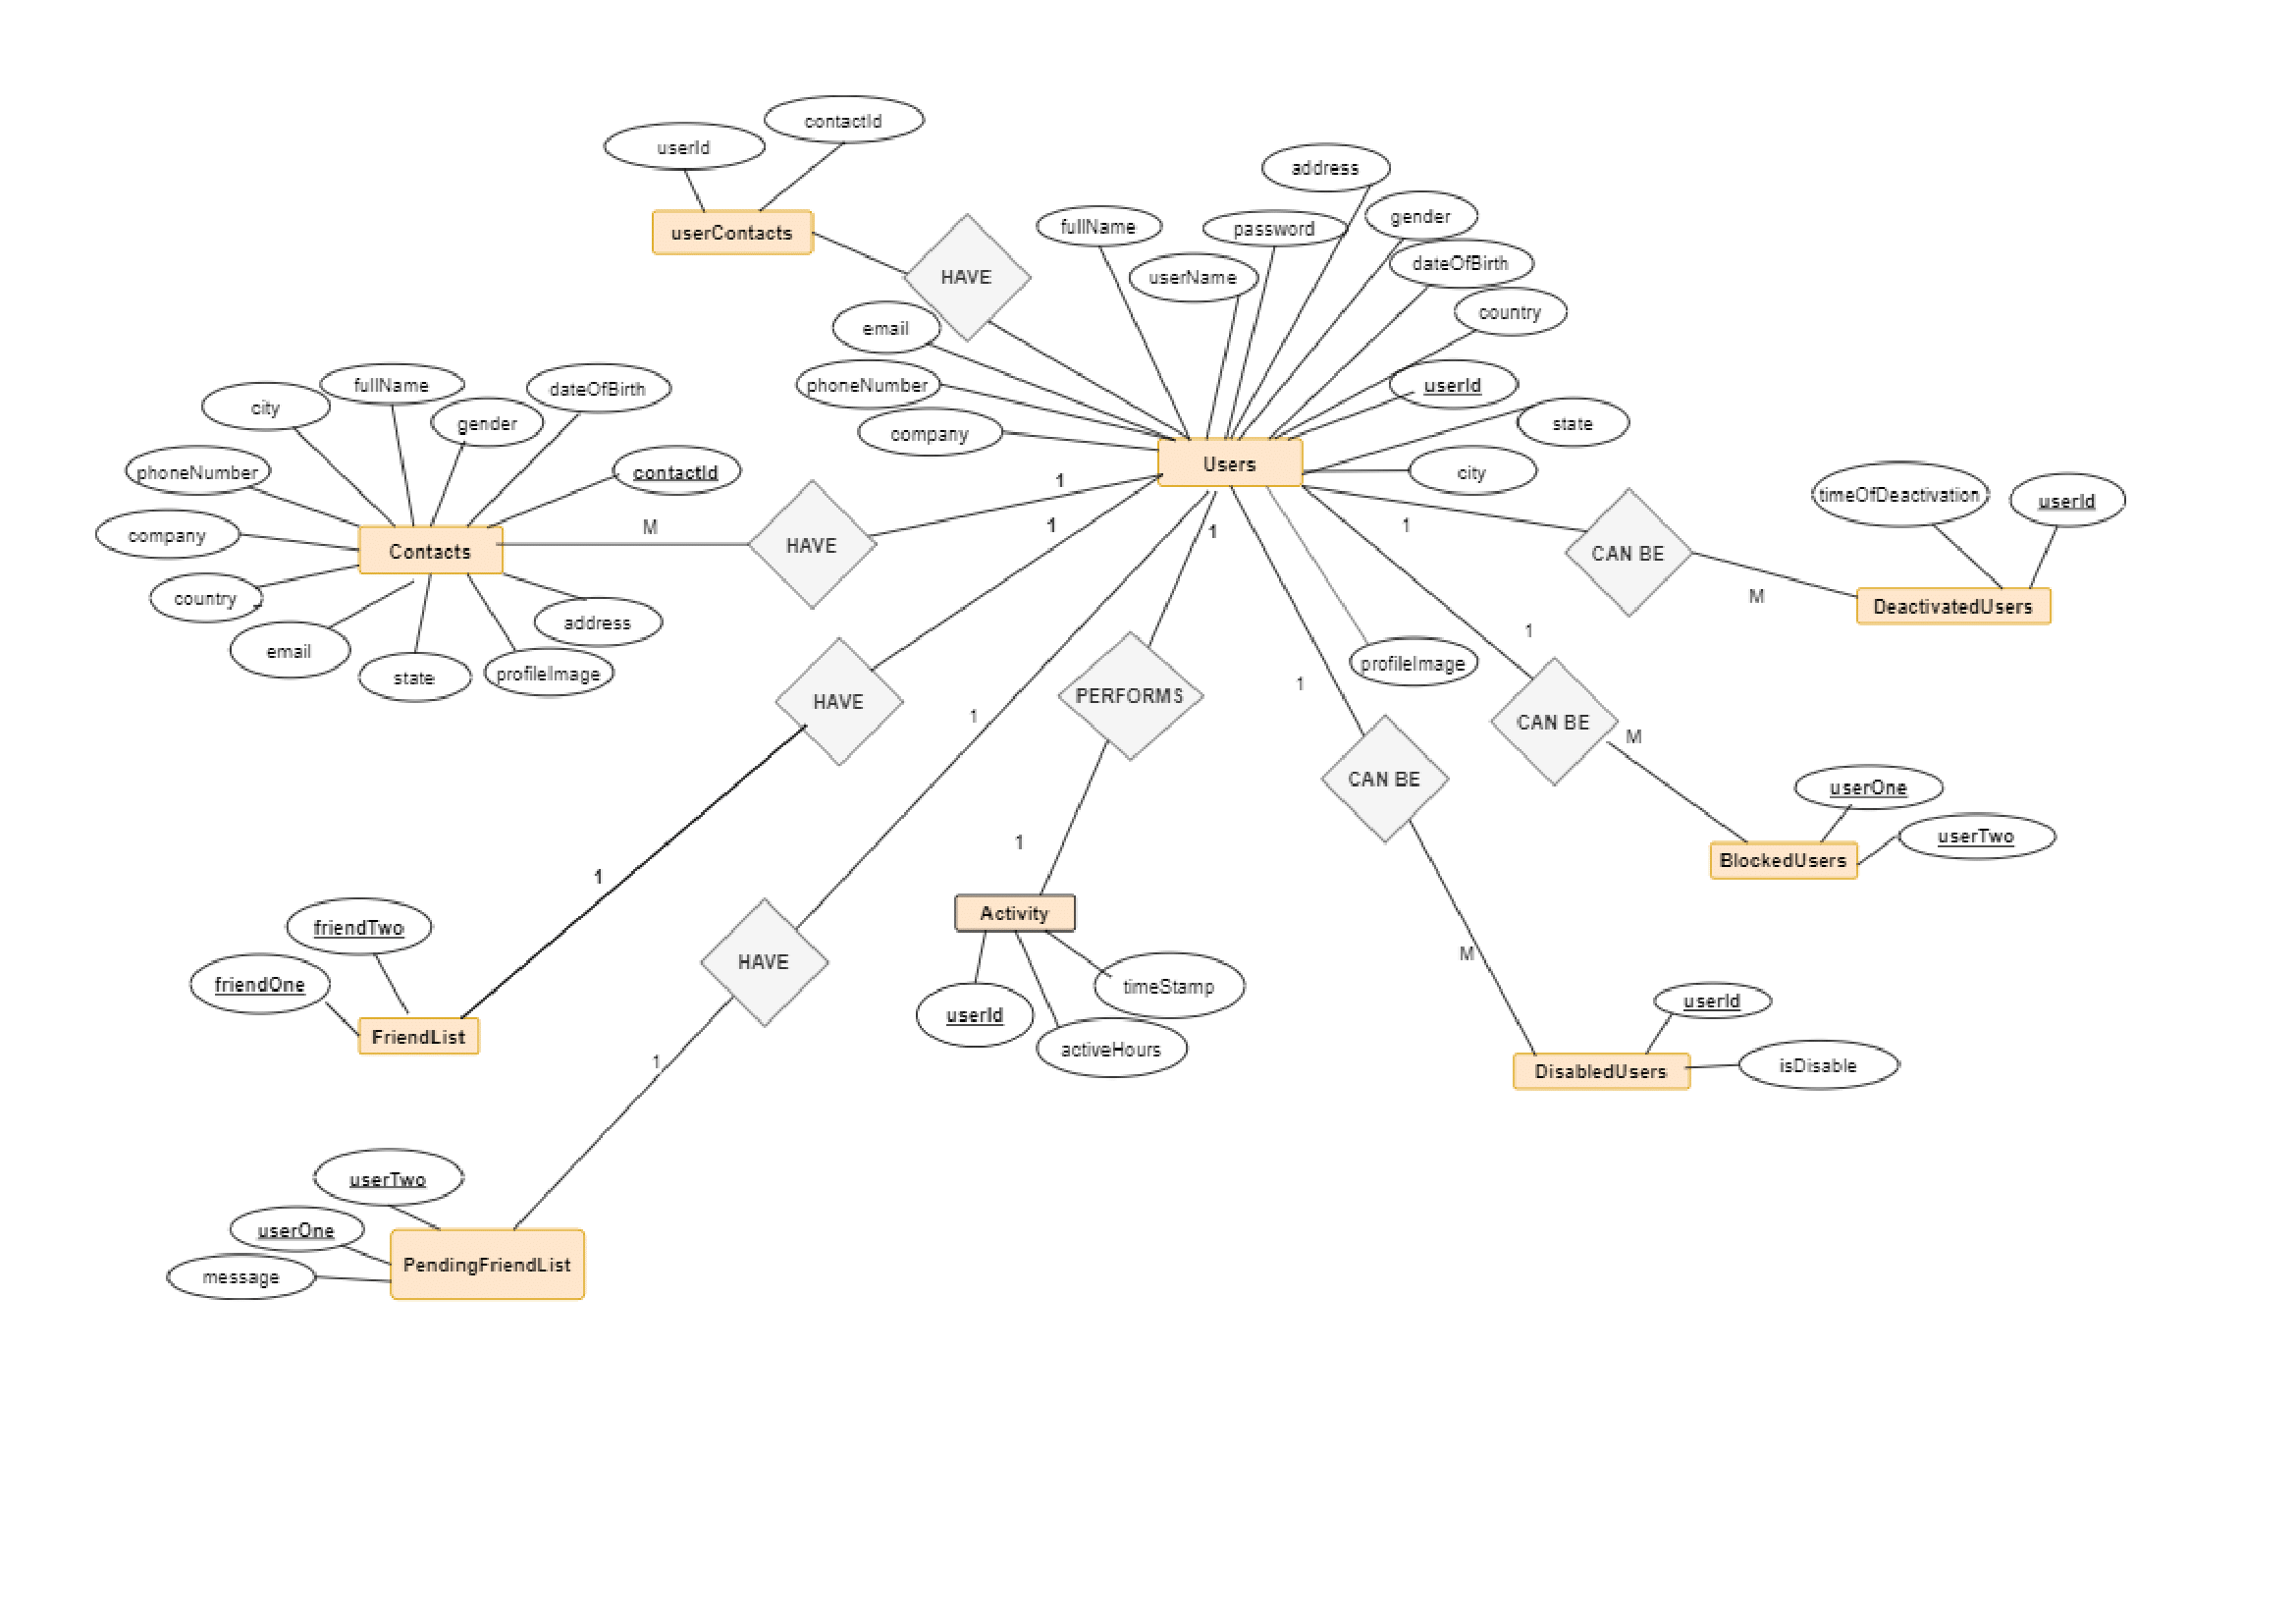 contactId
userId
address
gender
fullName
password
userContacts
dateOfBirth
HAVE
userName
country
email
fullName
dateOfBirth
phoneNumber
userId
city
gender
state
company
Users
phoneNumber
contactId
city
1
timeOfDeactivation
userId
M
1
1
1
company
Contacts
HAVE
CAN BE
country
M
DeactivatedUsers
address
1
email
state
profileImage
profileImage
1
HAVE
PERFORMS
1
CAN BE
M
CAN BE
userOne
1
userTwo
1
BlockedUsers
friendTwo
Activity
M
HAVE
friendOne
timeStamp
userId
userId
FriendList
activeHours
1
DisabledUsers
isDisable
userTwo
userOne
PendingFriendList
message